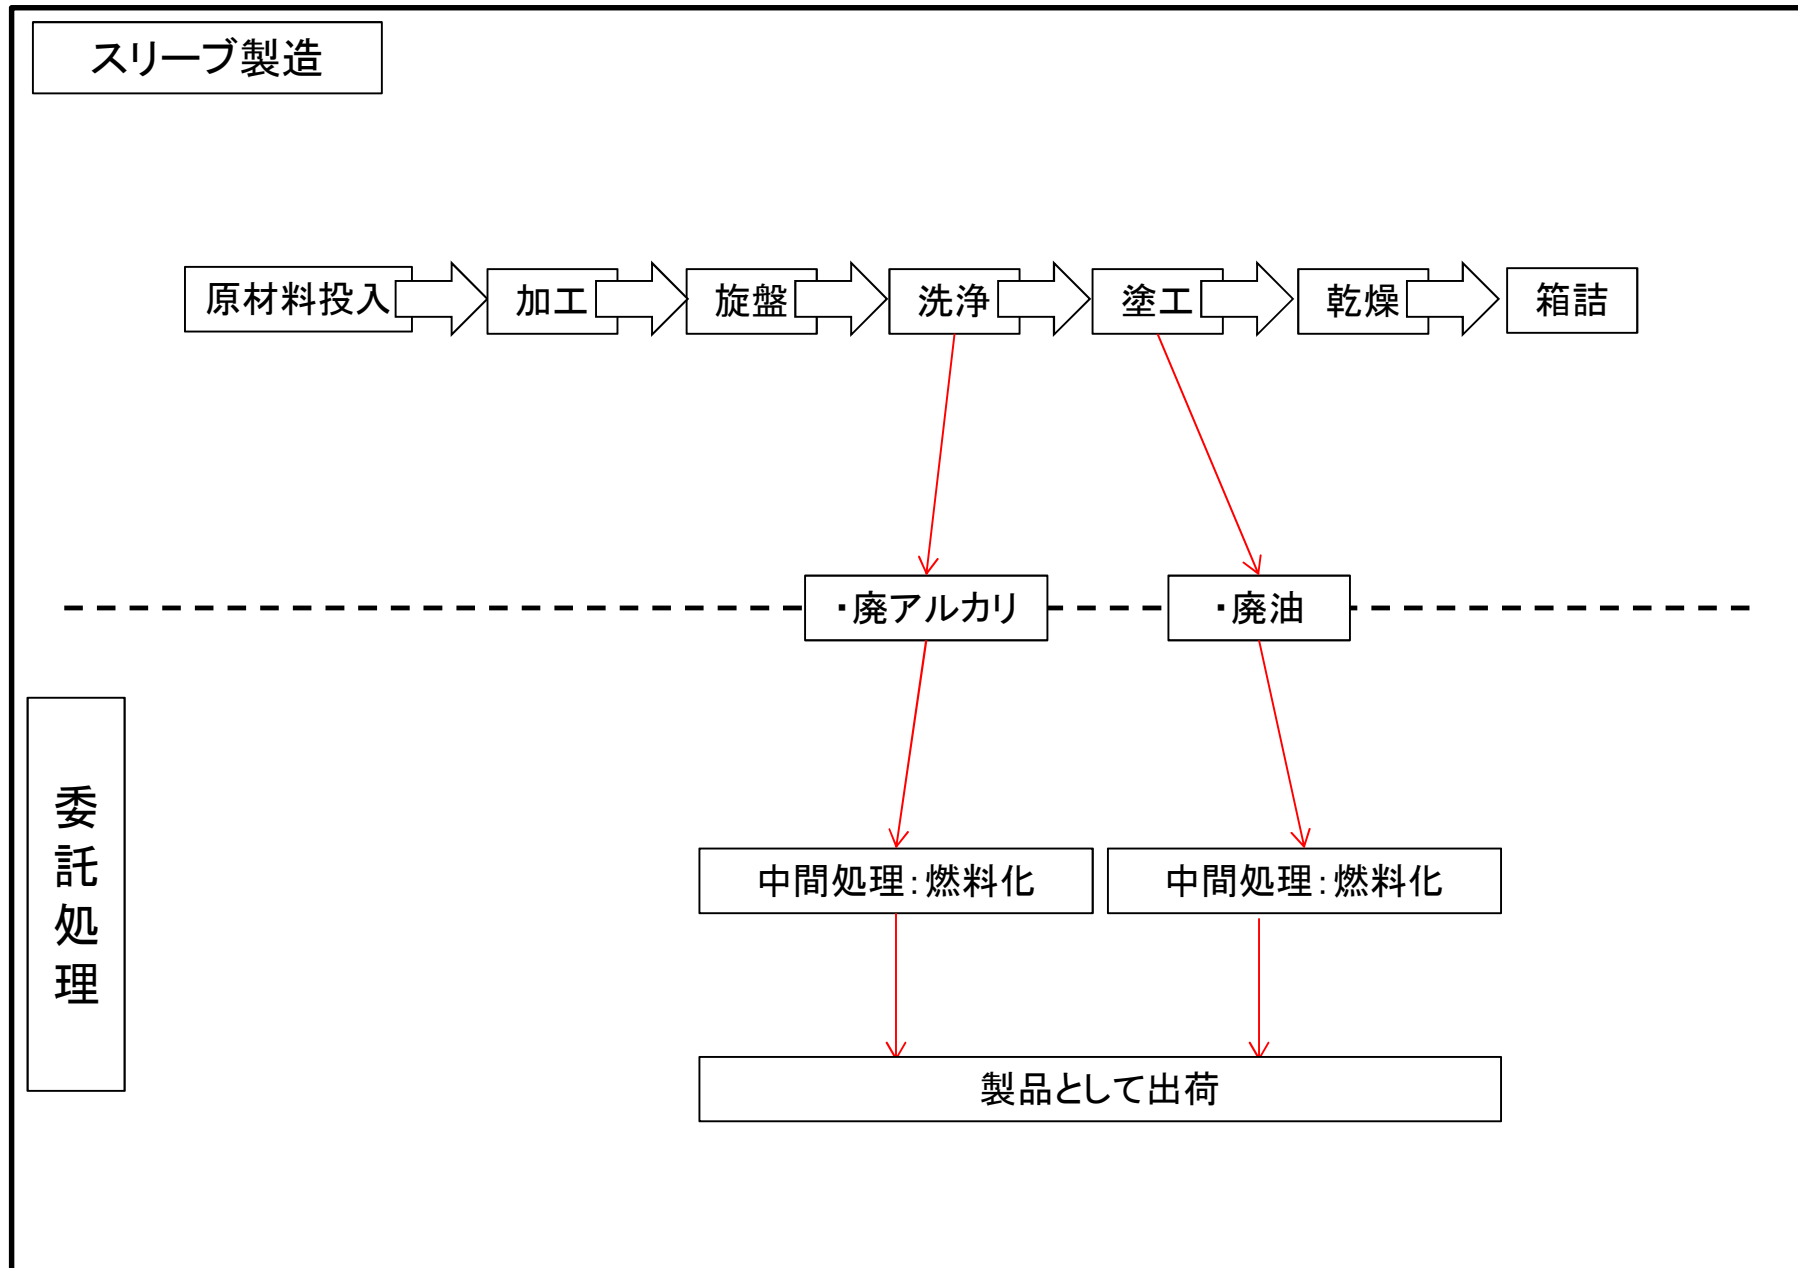 スリーブ製造
原材料投入
加工
旋盤
洗浄
塗工
乾燥
箱詰
・廃アルカリ
・廃油
委託処理
中間処理：燃料化
中間処理：燃料化
製品として出荷